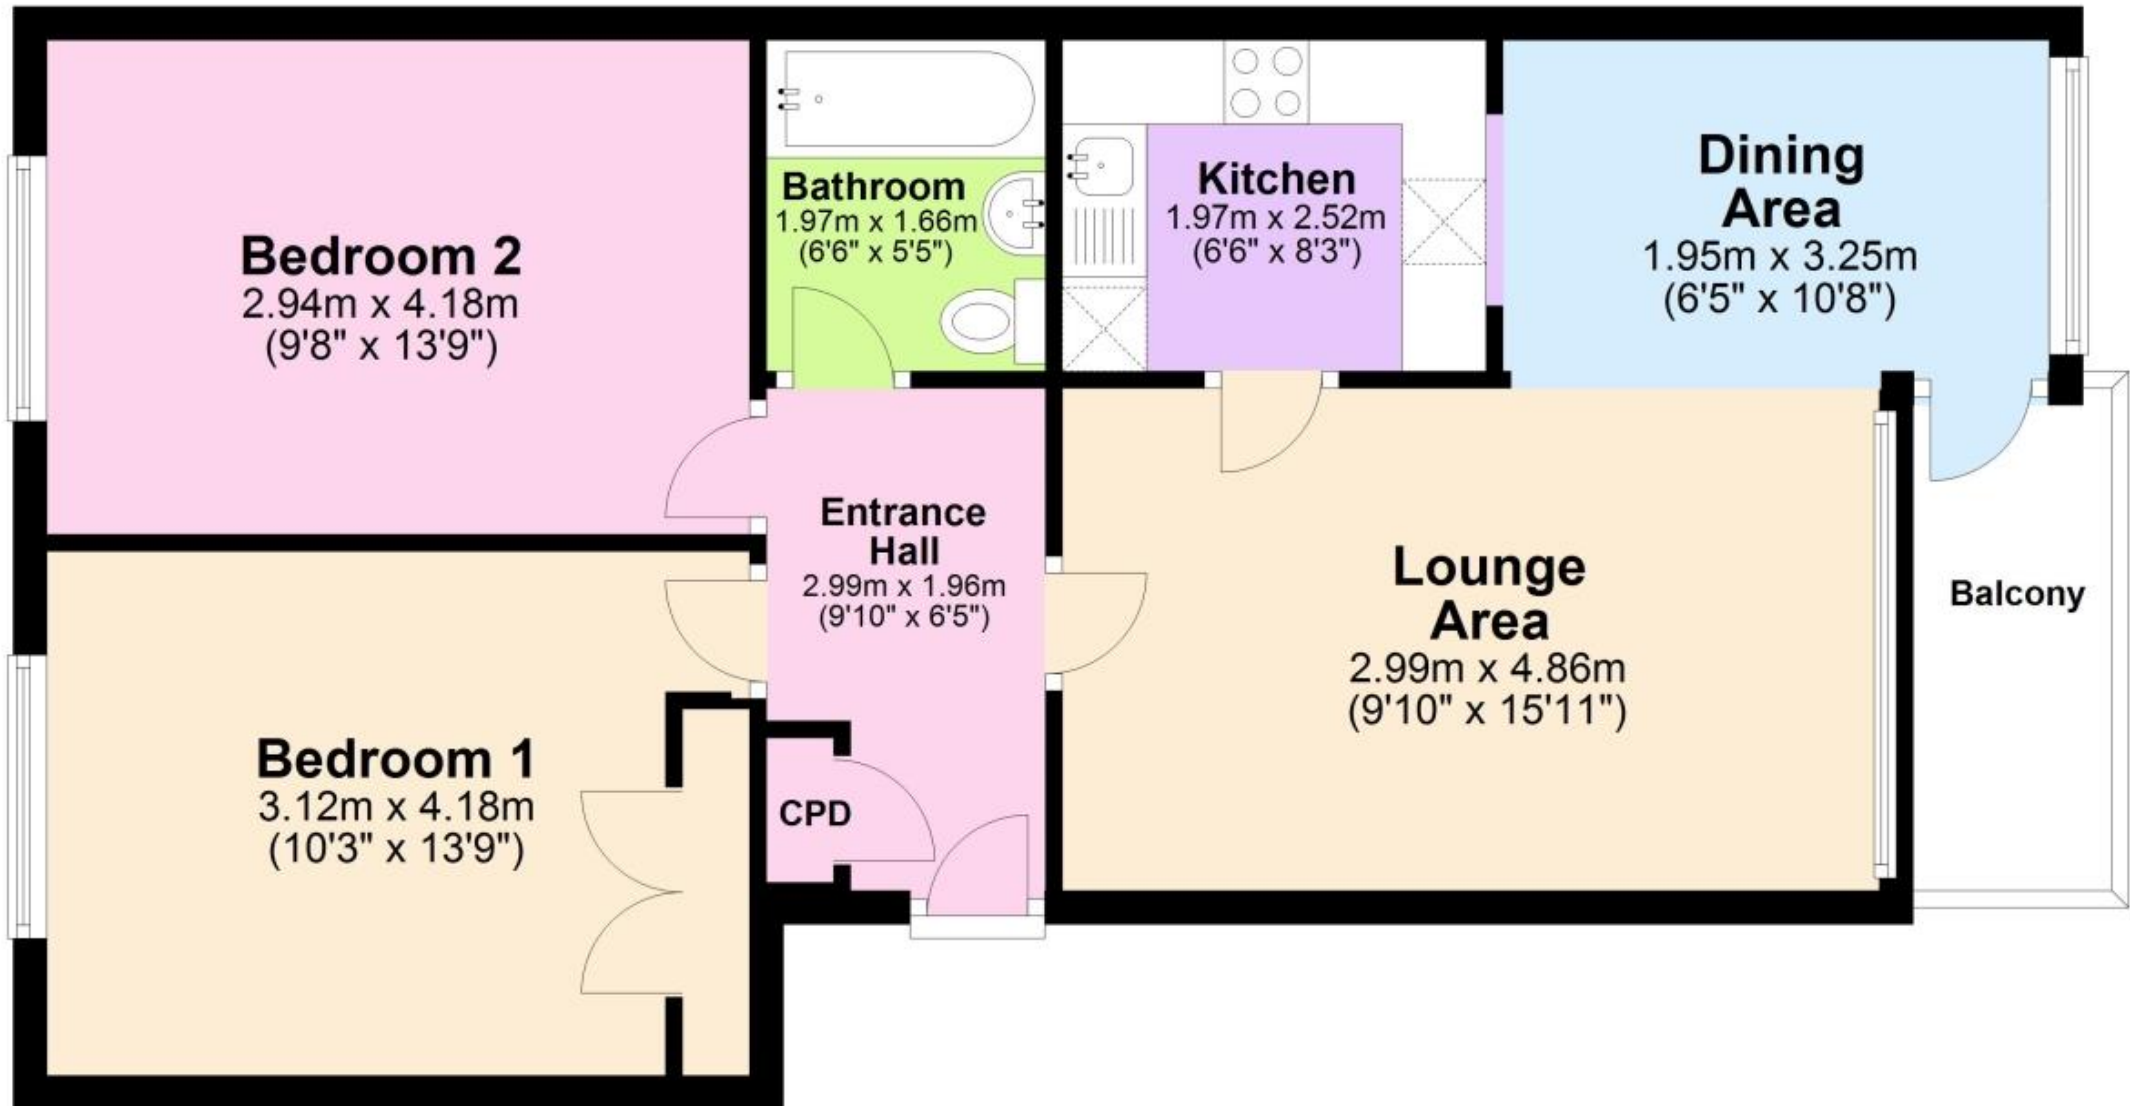 Bedroom 2
2.94m x 4.18m
(9'8" x 13'9")
Bathroom
1.97m x 1.66m
(6'6" x 5'5")
Kitchen
1.97m x 2.52m
(6'6" x 8'3")
Dining
Area
1.95m x 3.25m
(6'5" x 10'8")
Entrance
Hall
2.99m x 1.96m
(9'10" x 6'5")
Lounge
Area
2.99m x 4.86m
(9'10" x 15'11")
Balcony
Bedroom 1
3.12m x 4.18m
(10'3" x 13'9")
CPD